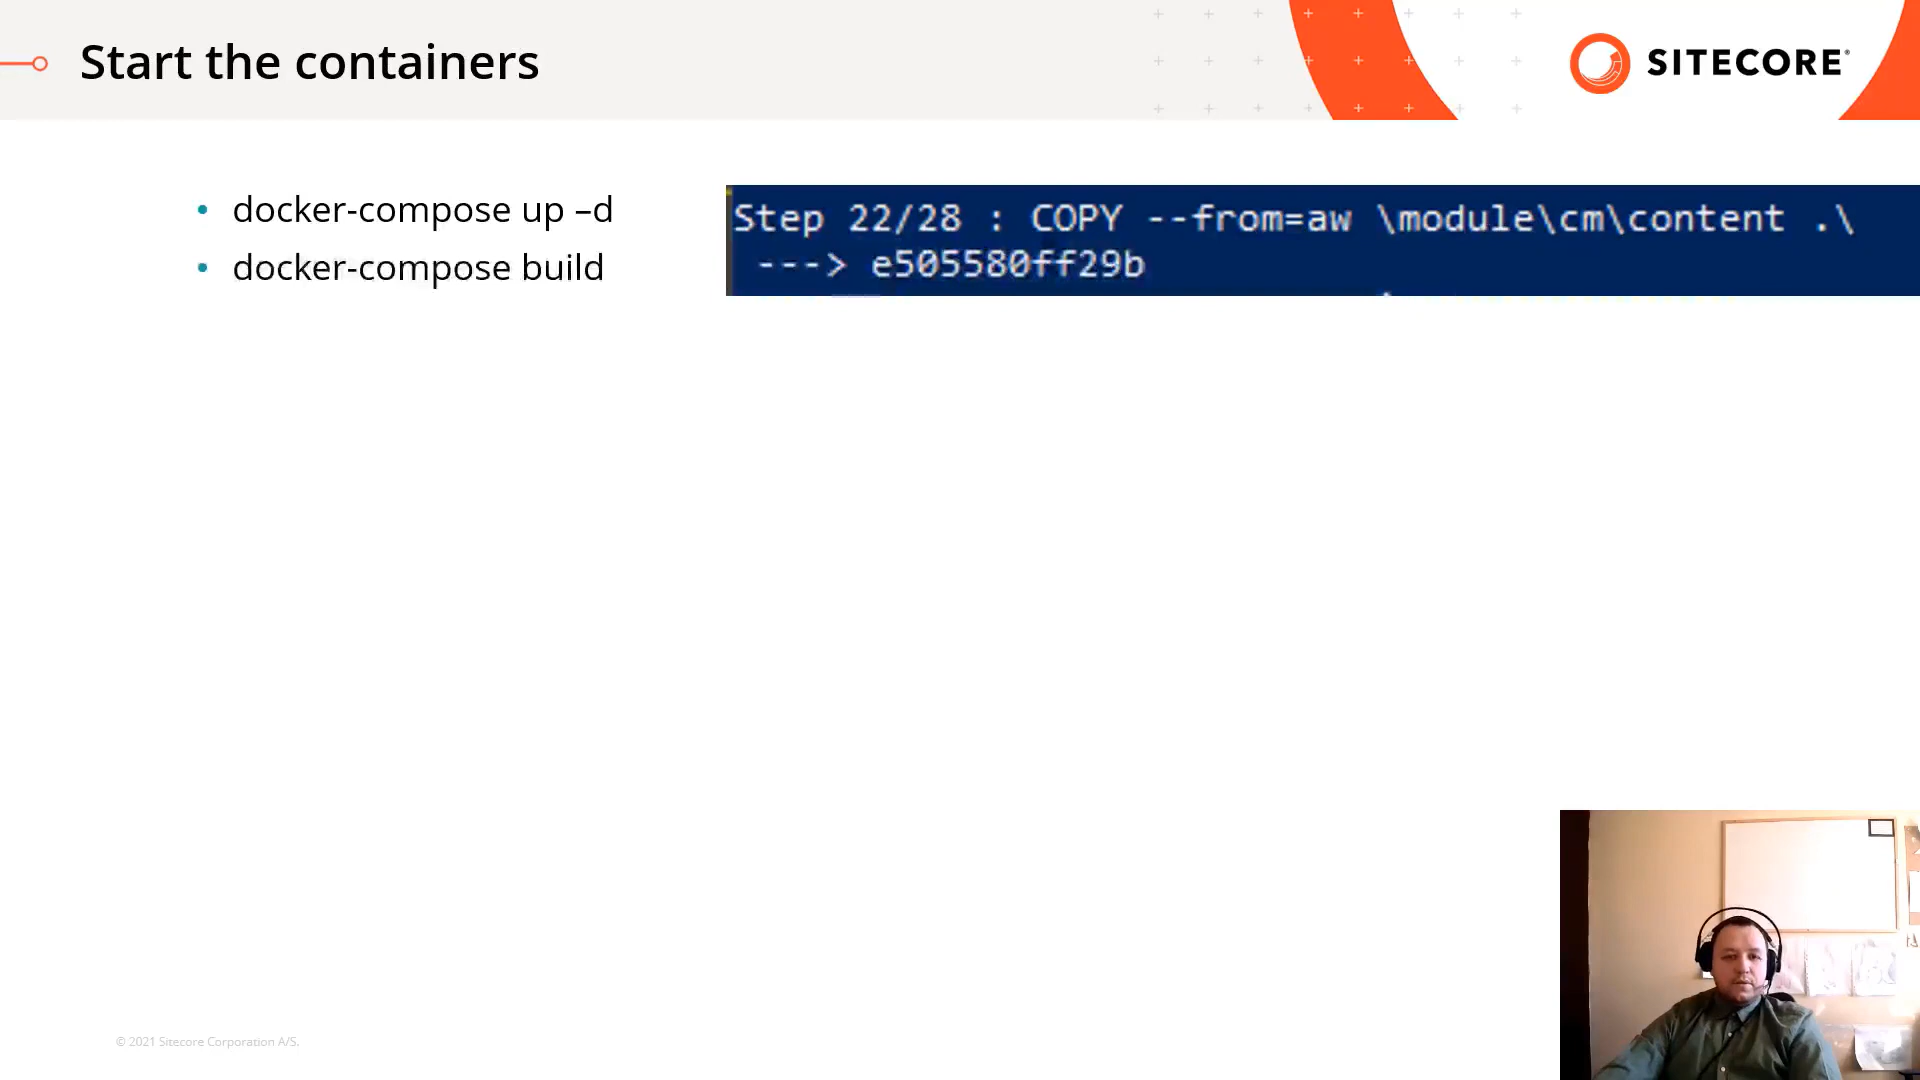 Start the containers
SITECORE
• docker-compose up –d
• docker-compose build
Step 22/28 : COPY --from=aw \module\cm\content .\
---> e505580ff29b
© 2021 Sitecore Corporation A/S.